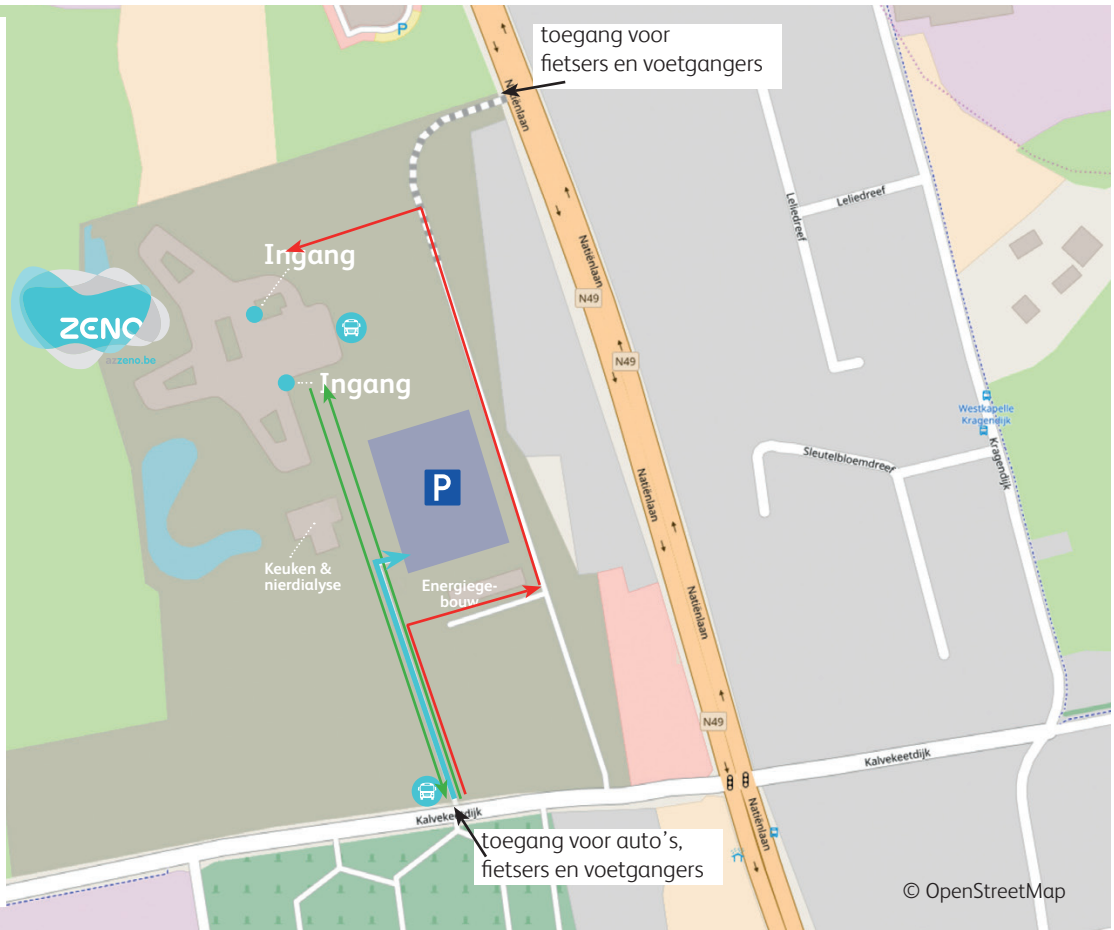 toegang voor
fietsers en voetgangers
P
Natiënlaan
Leliedreef
Leliedreef
Ingang
Natiënlaan
ZENO
azzeno.be
N49
N49
Ingang
Westkapelle
Kragendijk
Kragendijk
Sleutelbloemdreef
P
Natiënlaan
Keuken &
nierdialyse
Energiege-
bouw
Natiënlaan
N49
Kalvekeetdijk
Kalvekeetdijk
Natiënlaan
toegang voor auto's,
fietsers en voetgangers
© OpenStreetMap